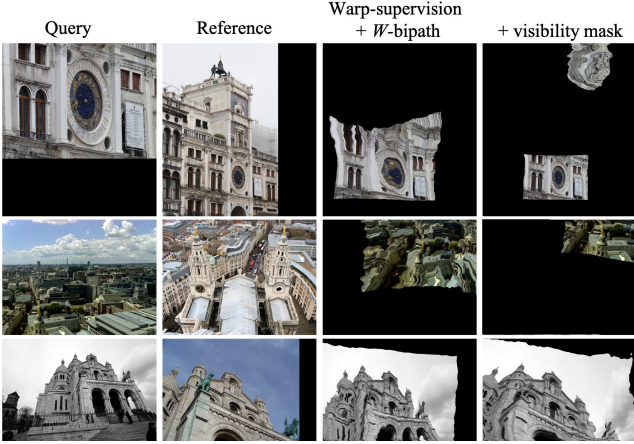 Query
Reference
Warp-supervision
+ W-bipath
+ visibility mask